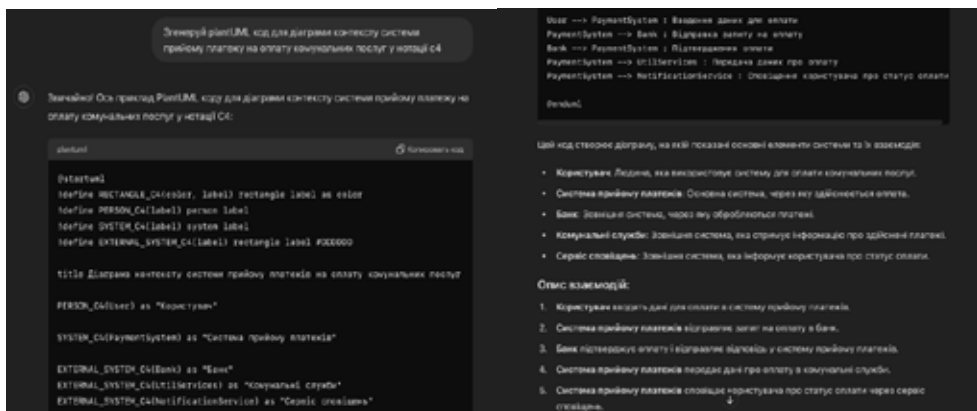 Згенеруй plantUML код для діаграми контексту системи
прийому платежу на оплату комунальних послуг у нотації c4
Звичайно! Ось приклад PlantUML коду для діаграми контексту системи прийому платежу на
оплату комунальних послуг у нотації C4:
plantuml
Копировать код
@startuml
!define RECTANGLE_C4(color, label) rectangle label as color
!define PERSON_C4(label) person label
!define SYSTEM_C4(label) system label
!define EXTERNAL_SYSTEM_C4(label) rectangle label #DDDDDD
title Діаграма контексту системи прийому платежів на оплату комунальних послуг
PERSON_C4(User) as "Користувач"
SYSTEM_C4(PaymentSystem) as "Система прийому платежів"
EXTERNAL_SYSTEM_C4(Bank) as "Банк"
EXTERNAL_SYSTEM_C4(UtilServices) as "Комунальні служби"
EXTERNAL_SYSTEM_C4(NotificationService) as "Сервіс сповіщень"
User --> PaymentSystem : Введення даних для оплати
PaymentSystem --> Bank : Відправка запиту на оплату
Bank --> PaymentSystem : Підтвердження оплати
PaymentSystem --> UtilServices : Передача даних про оплату
PaymentSystem --> NotificationService : Сповіщення користувача про статус оплати
@enduml
Цей код створює діаграму, на якій показані основні елементи системи та їх взаємодія:
• Користувач: Людина, яка використовує систему для оплати комунальних послуг.
• Система прийому платежів: Основна система, через яку здійснюється оплата.
• Банк: Зовнішня система, через яку обробляються платежі.
• Комунальні служби: Зовнішня система, яка отримує інформацію про здійснені платежі.
• Сервіс сповіщень: Зовнішня система, яка інформує користувача про статус оплати.
Опис взаємодій:
1. Користувач вводить дані для оплати в систему прийому платежів.
2. Система прийому платежів відправляє запит на оплату в банк.
3. Банк підтверджує оплату і відправляє відповідь у систему прийому платежів.
4. Система прийому платежів передає дані про оплату в комунальні служби.
5. Система прийому платежів сповіщає користувача про статус оплати через сервіс
сповіщень.